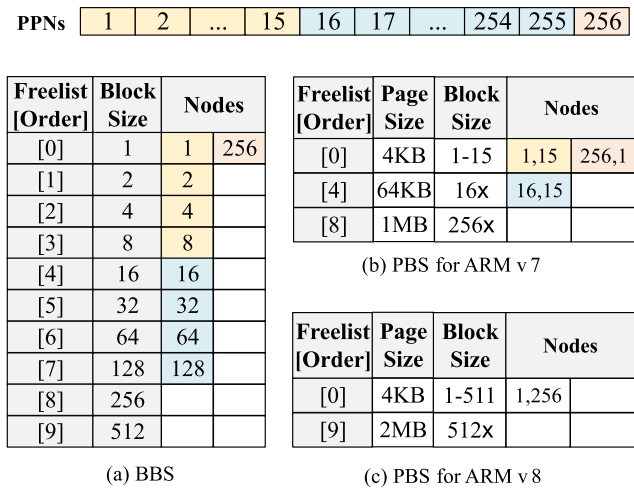 PPNs 1 2 ... 15 16 17 ... 254 255 256
Freelist [Order] Block Size Nodes
[0] 1 1 256
[1] 2 2
[2] 4 4
[3] 8 8
[4] 16 16
[5] 32 32
[6] 64 64
[7] 128 128
[8] 256
[9] 512
(a) BBS
Freelist [Order] Page Size Block Size Nodes
[0] 4KB 1-15 1,15 256,1
[4] 64KB 16x 16,15
[8] 1MB 256x
(b) PBS for ARM v7
Freelist [Order] Page Size Block Size Nodes
[0] 4KB 1-511 1,256
[9] 2MB 512x
(c) PBS for ARM v8